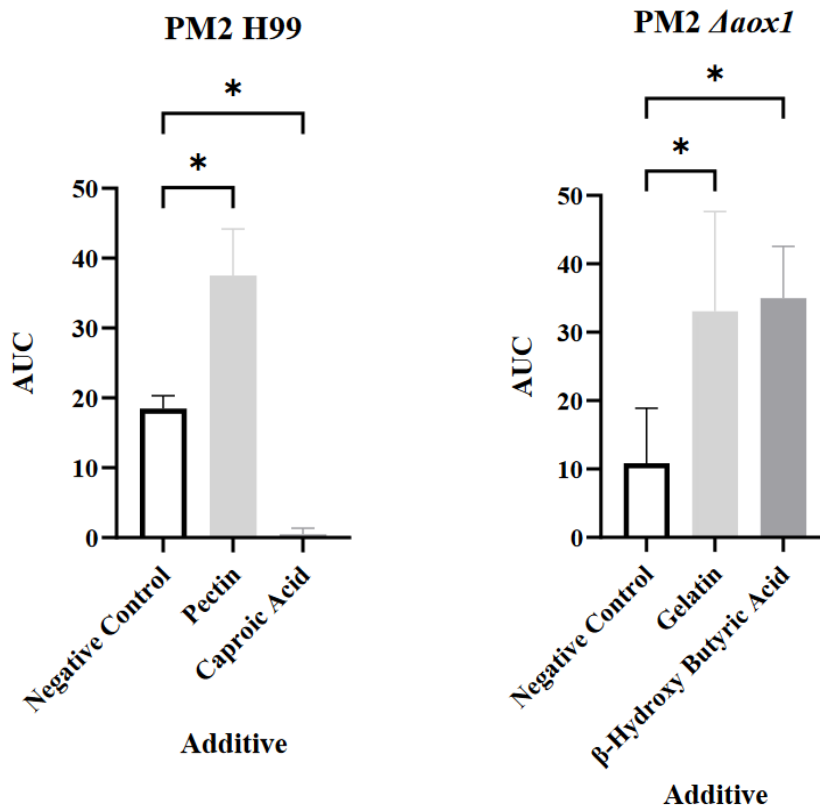 PM2 H99
*
*
50
40
30
20
10
0
AUC
Negative Control
Pectin
Caproic Acid
Additive
PM2 Δaox1
*
*
50
40
30
20
10
0
AUC
Negative Control
Gelatin
β-Hydroxy Butyric Acid
Additive